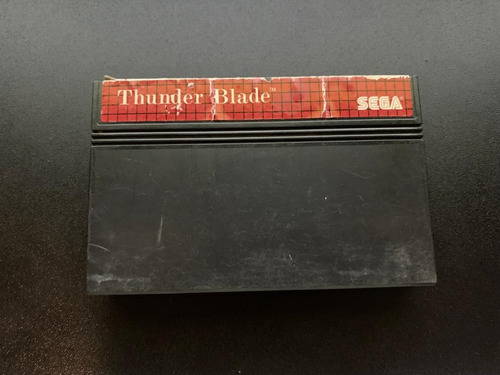 Thunder Blade™
SEGA